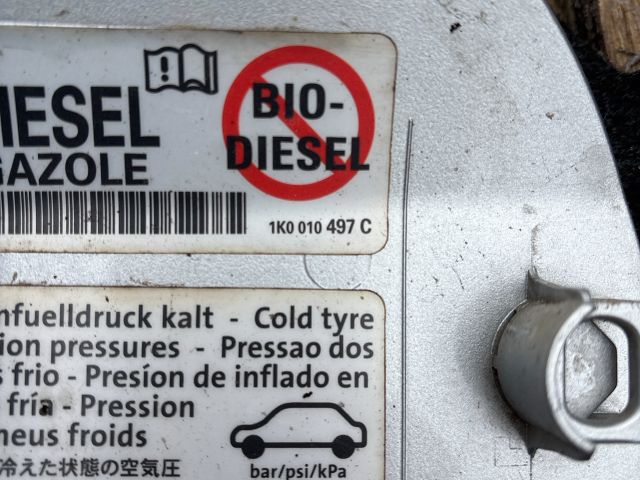 DIESEL
GAZOLE
BIO-
DIESEL
1K0 010 497 C
nfuelldruck kalt - Cold tyre
ion pressures - Pressao dos
s frio - Presíon de inflado en
fría - Pression
neus froids
冷えた状態の空気圧
bar/psi/kPa